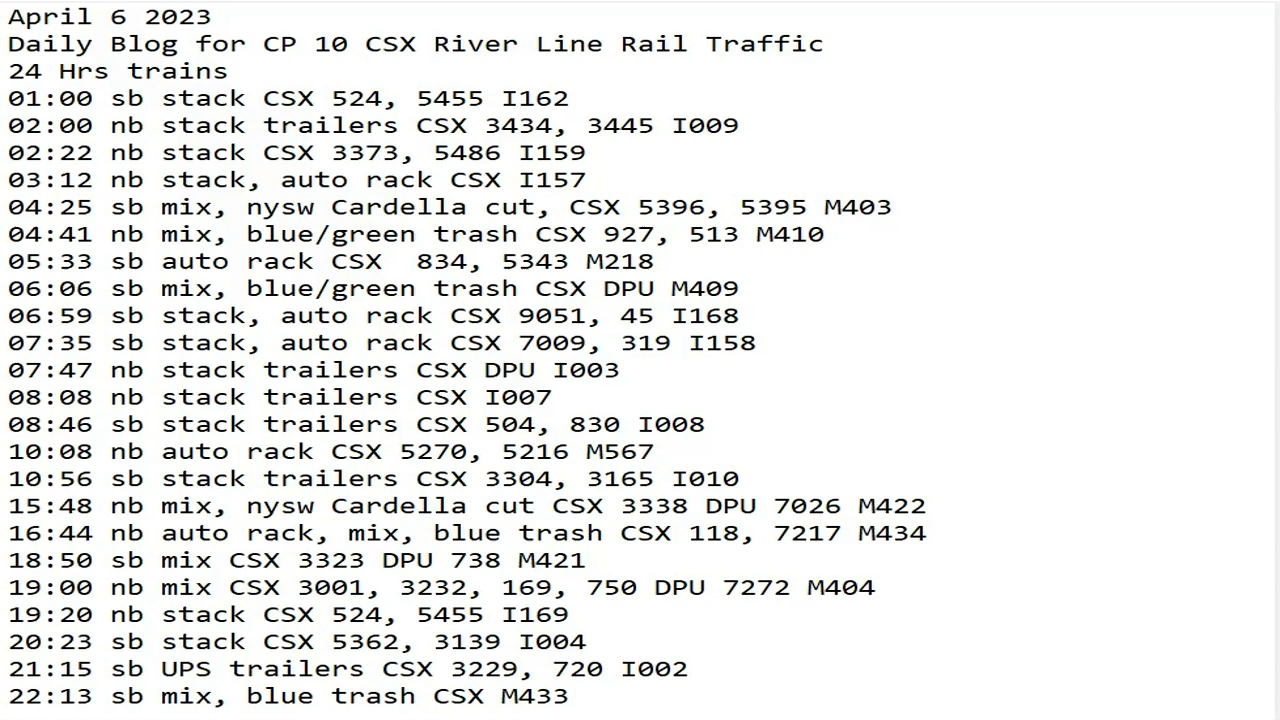 April 6 2023
Daily Blog for CP 10 CSX River Line Rail Traffic
24 Hrs trains
01:00 sb stack CSX 524, 5455 I162
02:00 nb stack trailers CSX 3434, 3445 I009
02:22 nb stack CSX 3373, 5486 I159
03:12 nb stack, auto rack CSX I157
04:25 sb mix, nysw Cardella cut, CSX 5396, 5395 M403
04:41 nb mix, blue/green trash CSX 927, 513 M410
05:33 sb auto rack CSX  834, 5343 M218
06:06 sb mix, blue/green trash CSX DPU M409
06:59 sb stack, auto rack CSX 9051, 45 I168
07:35 sb stack, auto rack CSX 7009, 319 I158
07:47 nb stack trailers CSX DPU I003
08:08 nb stack trailers CSX I007
08:46 sb stack trailers CSX 504, 830 I008
10:08 nb auto rack CSX 5270, 5216 M567
10:56 sb stack trailers CSX 3304, 3165 I010
15:48 nb mix, nysw Cardella cut CSX 3338 DPU 7026 M422
16:44 nb auto rack, mix, blue trash CSX 118, 7217 M434
18:50 sb mix CSX 3323 DPU 738 M421
19:00 nb mix CSX 3001, 3232, 169, 750 DPU 7272 M404
19:20 nb stack CSX 524, 5455 I169
20:23 sb stack CSX 5362, 3139 I004
21:15 sb UPS trailers CSX 3229, 720 I002
22:13 sb mix, blue trash CSX M433